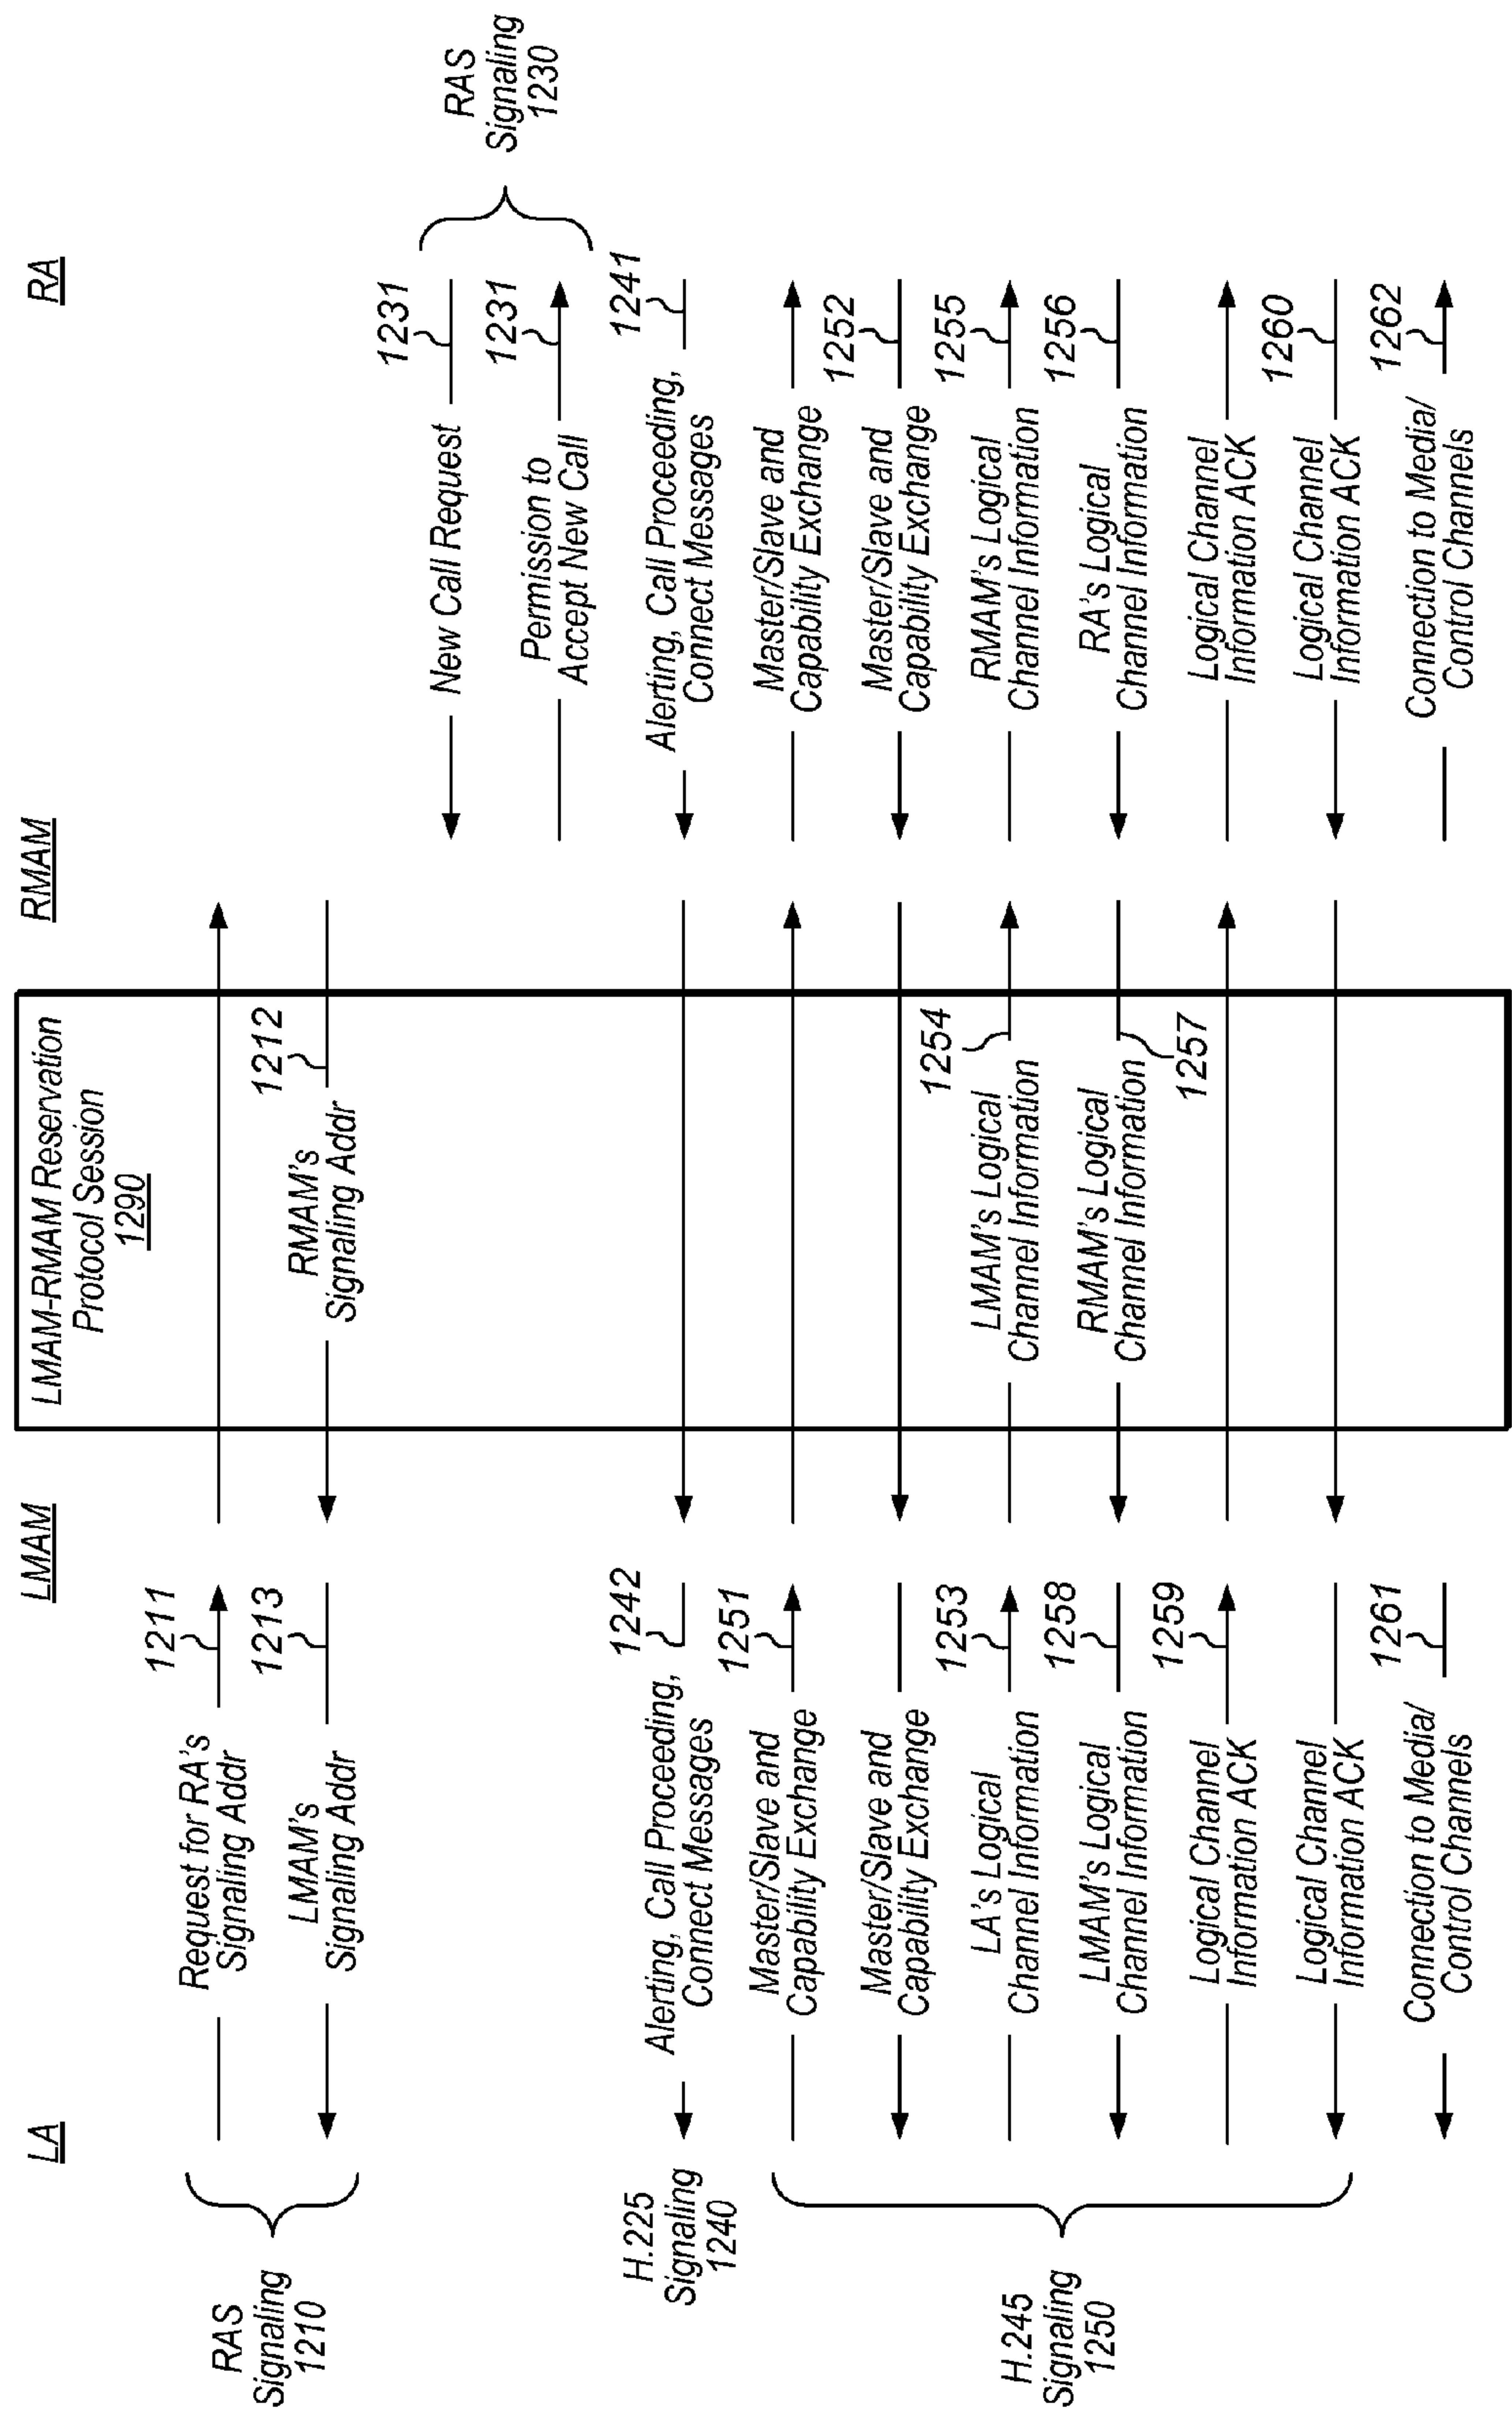 LA
LMAM
RMAM
RA
LMAM-RMAM Reservation
Protocol Session
1290
RAS
Signaling
1210
Request for RA's
Signaling Addr
1211
LMAM's
Signaling Addr
1213
RMAM's
Signaling Addr
1212
New Call Request
1231
Permission to
Accept New Call
1231
RAS
Signaling
1230
H.225
Signaling
1240
Alerting, Call Proceeding,
Connect Messages
1242
Alerting, Call Proceeding,
Connect Messages
1241
H.245
Signaling
1250
Master/Slave and
Capability Exchange
1251
Master/Slave and
Capability Exchange
Master/Slave and
Capability Exchange
Master/Slave and
Capability Exchange
1252
LA's Logical
Channel Information
1253
LMAM's Logical
Channel Information
1254
RMAM's Logical
Channel Information
1255
LMAM's Logical
Channel Information
1258
RMAM's Logical
Channel Information
1257
RA's Logical
Channel Information
1256
Logical Channel
Information ACK
1259
Logical Channel
Information ACK
Logical Channel
Information ACK
Logical Channel
Information ACK
1260
Connection to Media/
Control Channels
1261
Connection to Media/
Control Channels
1262